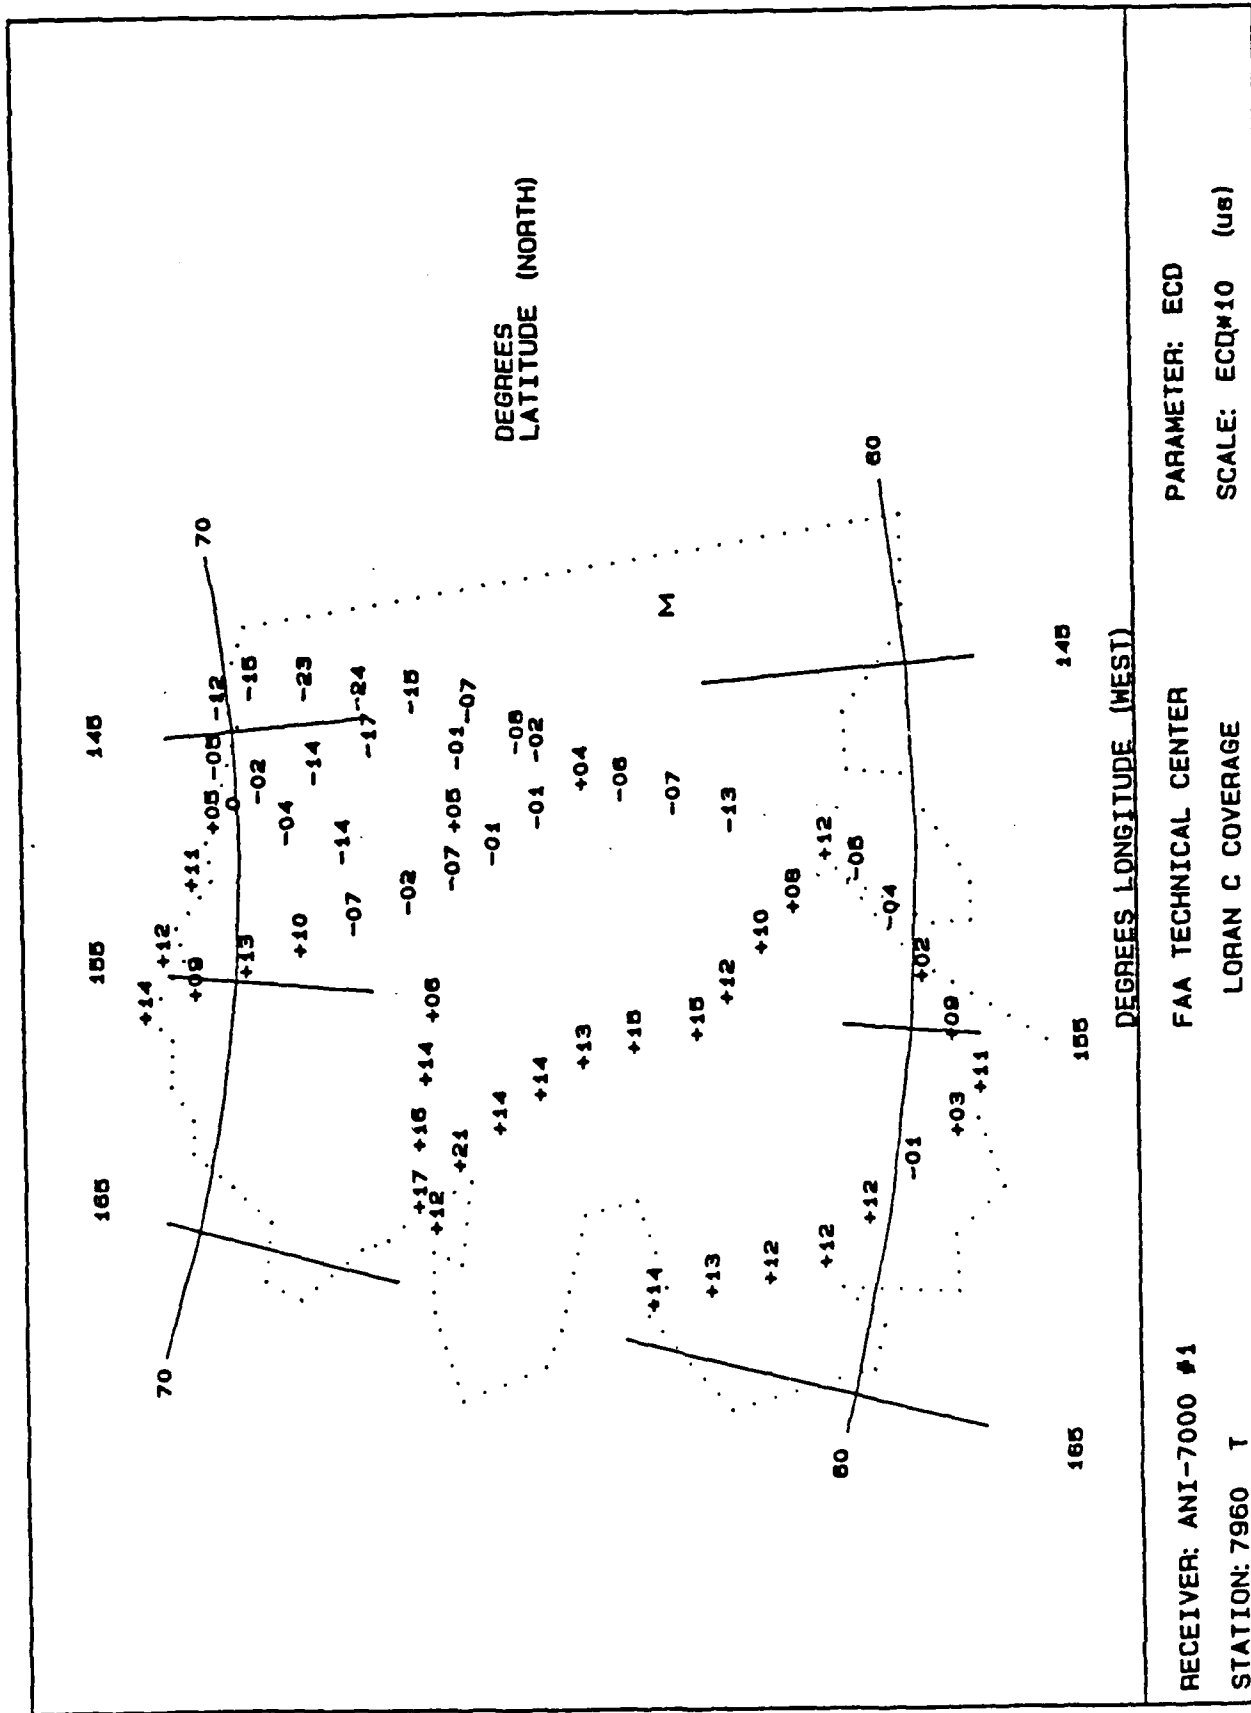 165 155 145
+14
70 +12
+09 +11
+05 -05 -12 70
O
+13 -02 -15
-04
+10 -14 -23
-07 -14 -24
-17
-02 -15
+17 +16 +14 +06
+12
-07 +05 -01 -07
+21
-01
+14
-08
DEGREES
LATITUDE (NORTH)
+14 -01 -02
+13 +04
+15 -06
+14 -07 M
+15
+13 +12 -13
+12 +10
+08
+12 +12
60 -05
+12 60
-04
-01 +02
+03 +09
+11
165 155 145
DEGREES LONGITUDE (WEST)
RECEIVER: ANI-7000 #1 FAA TECHNICAL CENTER PARAMETER: ECD
STATION: 7960 T LORAN C COVERAGE SCALE: ECD*10 (us)